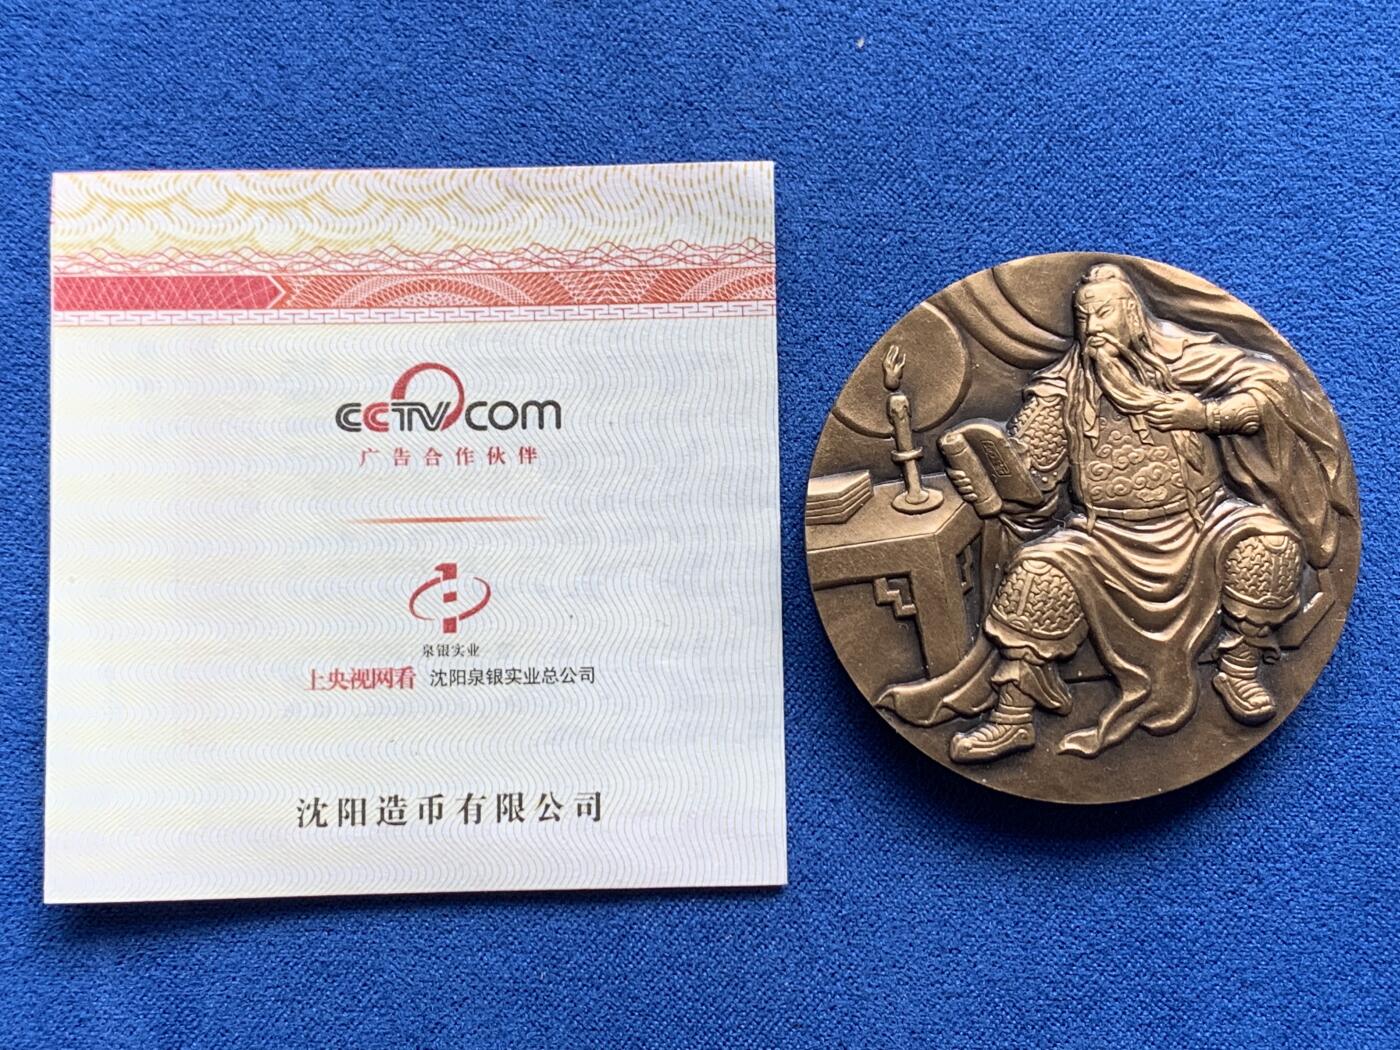 CCTV.com
广告合作伙伴
泉银实业
上央视网看 沈阳泉银实业总公司
沈阳造币有限公司